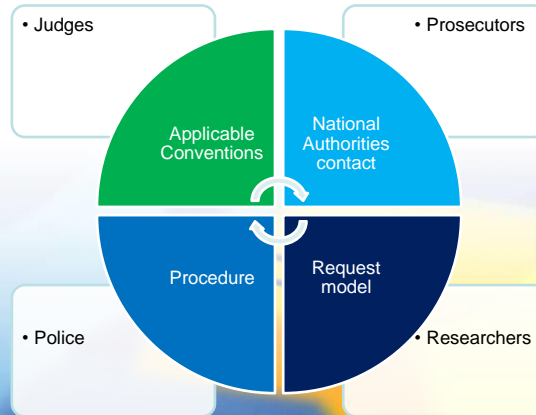 • Judges
• Prosecutors
Applicable
Conventions
National
Authorities
contact
Procedure
Request
model
• Police
• Researchers